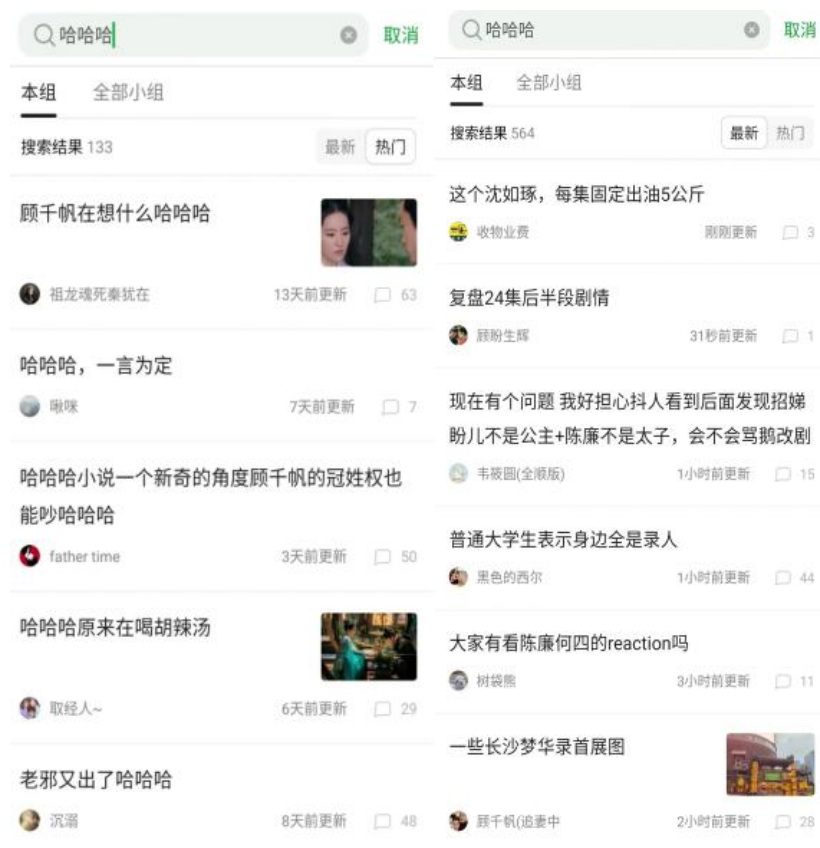 哈哈哈
取消
本组
全部小组
搜索结果 133
最新
热门
顾千帆在想什么哈哈哈
祖龙魂死秦犹在
13天前更新
63
哈哈哈，一言为定
啾咪
7天前更新
7
哈哈哈小说一个新奇的角度顾千帆的冠姓权也
能吵哈哈哈
father time
3天前更新
50
哈哈哈原来在喝胡辣汤
取经人~
6天前更新
29
老邪又出了哈哈哈
沉溺
8天前更新
48
哈哈哈
取消
本组
全部小组
搜索结果 564
最新
热门
这个沈如琢，每集固定出油5公斤
收物业费
刚刚更新
3
复盘24集后半段剧情
顾盼生辉
31秒前更新
1
现在有个问题 我好担心抖人看到后面发现招娣
盼儿不是公主+陈廉不是太子，会不会骂鹅改剧
韦筱圆(全顺版)
1小时前更新
15
普通大学生表示身边全是录人
黑色的西尔
1小时前更新
44
大家有看陈廉何四的reaction吗
树袋熊
3小时前更新
11
一些长沙梦华录首展图
顾千帆(追妻中
2小时前更新
28